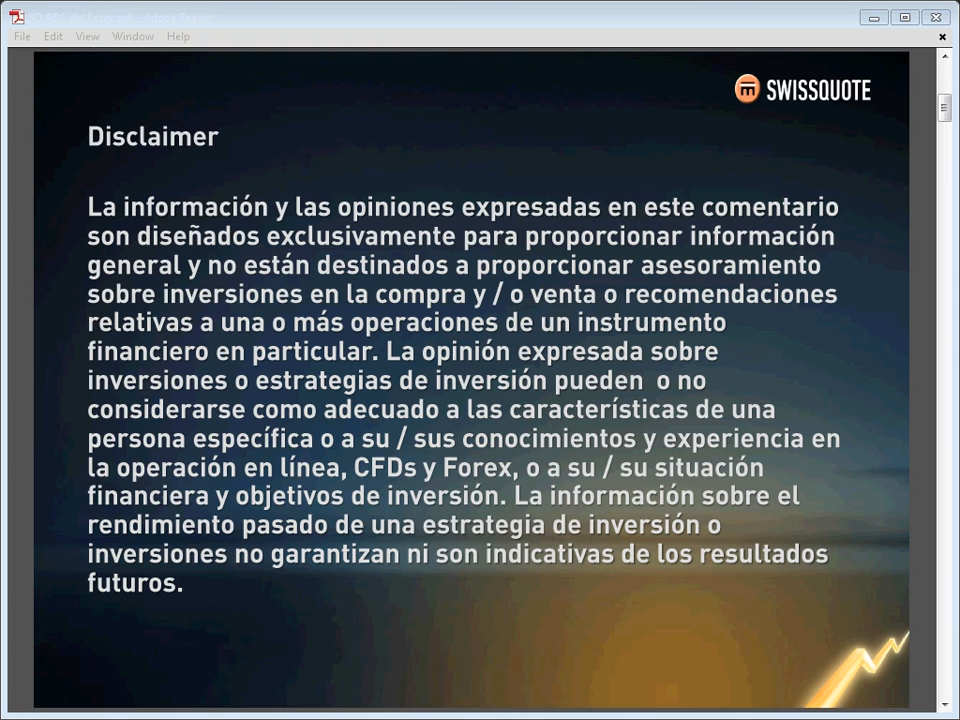 File Edit View Window Help
SWISSQUOTE
Disclaimer
La información y las opiniones expresadas en este comentario
son diseñados exclusivamente para proporcionar información
general y no están destinados a proporcionar asesoramiento
sobre inversiones en la compra y / o venta o recomendaciones
relativas a una o más operaciones de un instrumento
financiero en particular. La opinión expresada sobre
inversiones o estrategias de inversión pueden  o no
considerarse como adecuado a las características de una
persona específica o a su / sus conocimientos y experiencia en
la operación en línea, CFDs y Forex, o a su / su situación
financiera y objetivos de inversión. La información sobre el
rendimiento pasado de una estrategia de inversión o
inversiones no garantizan ni son indicativas de los resultados
futuros.